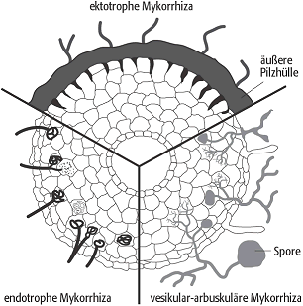 ektotrophe Mykorrhiza
äußere
Pilzhülle
Spore
endotrophe Mykorrhiza
vesikular-arbuskuläre Mykorrhiza